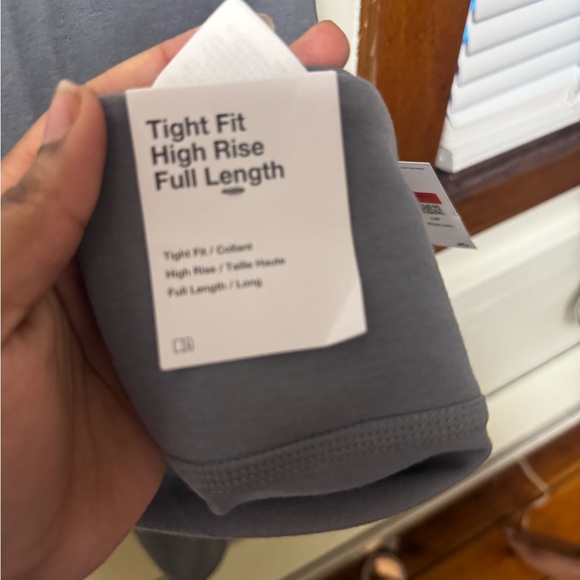 Tight Fit
High Rise
Full Length
Tight Fit / Collant
High Rise / Taille Haute
Full Length / Long